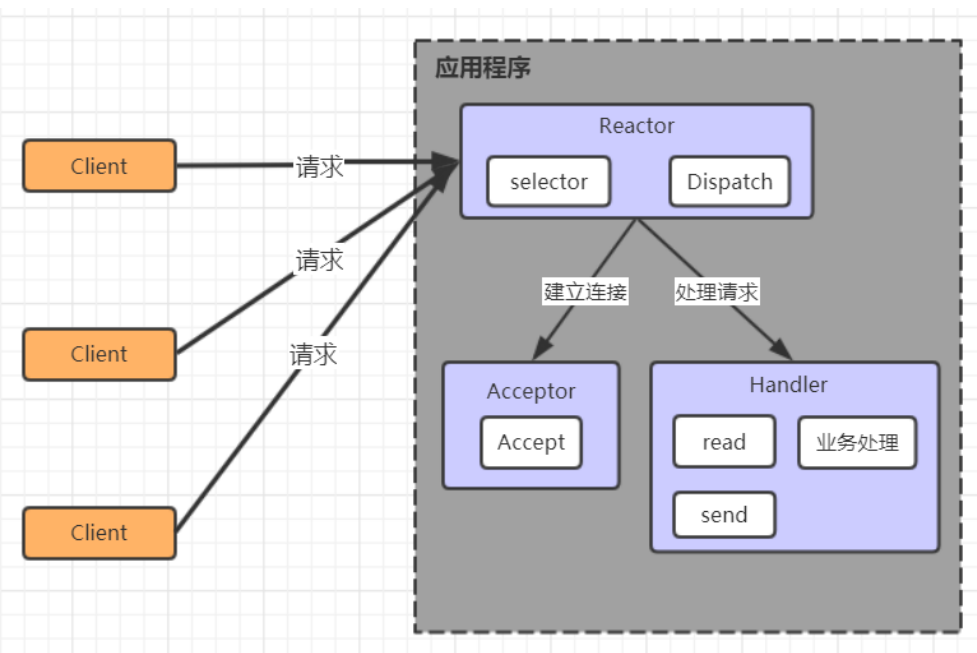 应用程序
Reactor
Client
请求
selector
Dispatch
请求
建立连接
处理请求
Client
请求
Acceptor
Handler
Accept
read
业务处理
send
Client